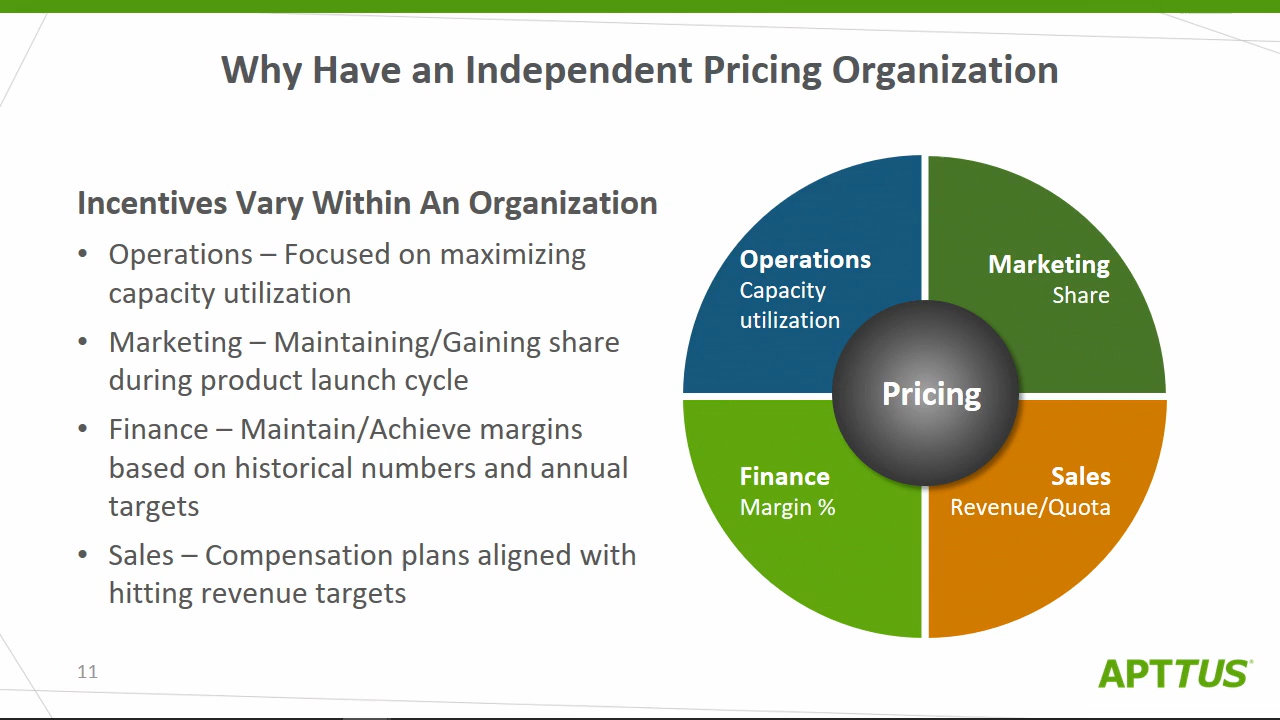 Why Have an Independent Pricing Organization
Incentives Vary Within An Organization
• Operations – Focused on maximizing
capacity utilization
• Marketing – Maintaining/Gaining share
during product launch cycle
• Finance – Maintain/Achieve margins
based on historical numbers and annual
targets
• Sales – Compensation plans aligned with
hitting revenue targets
Operations
Capacity
utilization
Marketing
Share
Pricing
Finance
Margin %
Sales
Revenue/Quota
11
APTTUS®